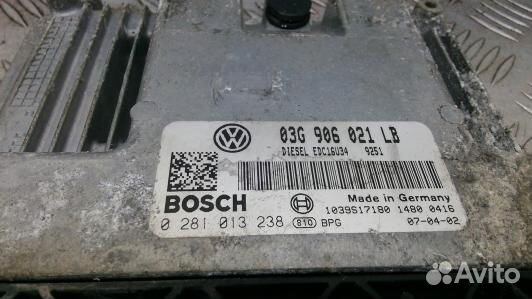 03G 906 021 LB
DIESEL EDC16U34 9251
BOSCH
Made in Germany
1039S17180 1480 0416
0 281 013 238 810 BPG 07-04-02
Avito